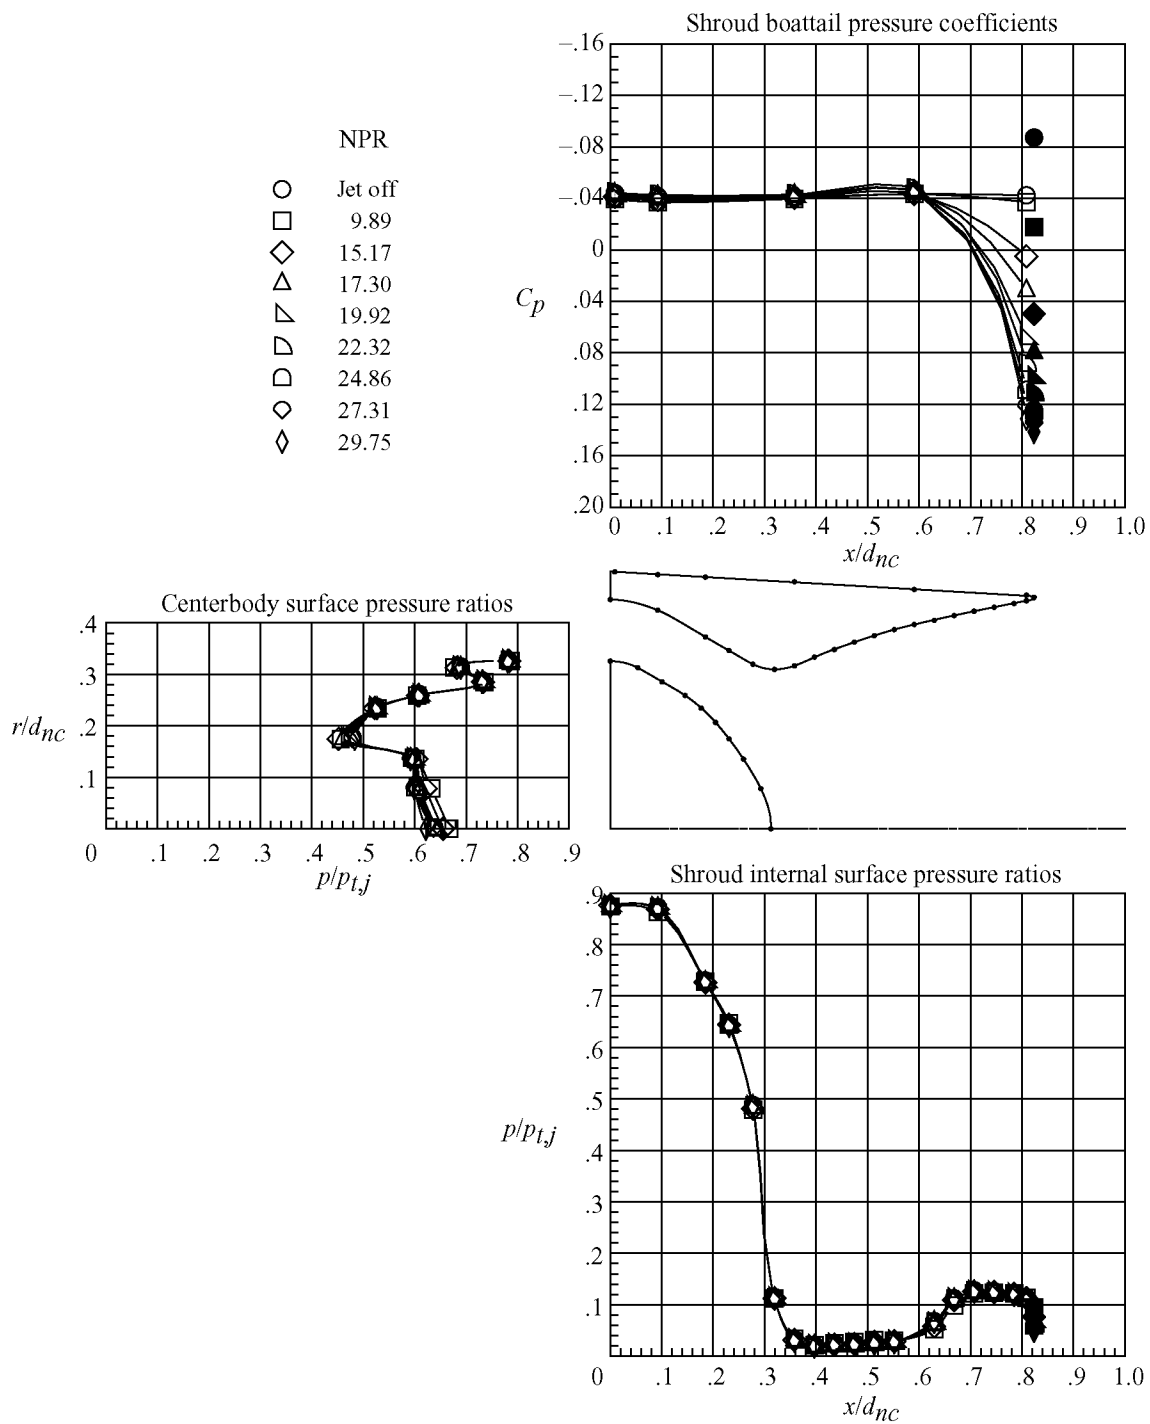 Shroud boattail pressure coefficients
–.16
–.12
–.08
–.04
0
.04
.08
.12
.16
.20
C_p
0 .1 .2 .3 .4 .5 .6 .7 .8 .9 1.0
x/d_nc
NPR
Jet off
9.89
15.17
17.30
19.92
22.32
24.86
27.31
29.75
Centerbody surface pressure ratios
.4
.3
.2
.1
r/d_nc
0 .1 .2 .3 .4 .5 .6 .7 .8 .9
p/p_t,j
Shroud internal surface pressure ratios
.9
.8
.7
.6
.5
.4
.3
.2
.1
p/p_t,j
0 .1 .2 .3 .4 .5 .6 .7 .8 .9 1.0
x/d_nc